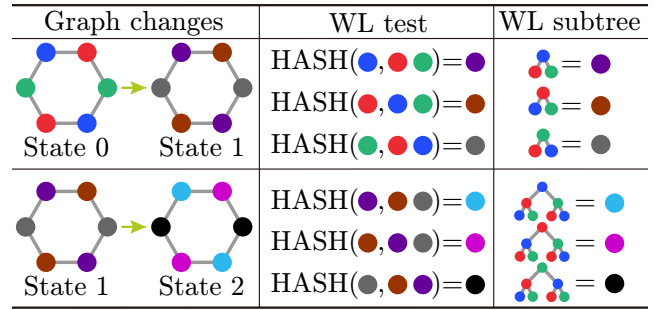 Graph changes WL test WL subtree
HASH( , )= =
HASH( , )= =
HASH( , )= =
State 0 State 1
HASH( , )= =
HASH( , )= =
HASH( , )= =
State 1 State 2